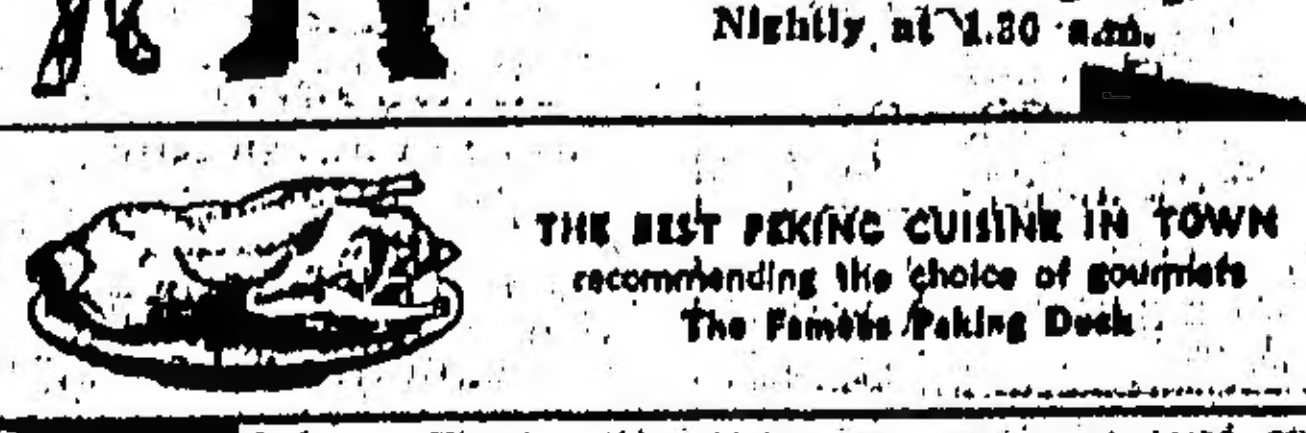 Nightly at 1.30 a.m.
THE BEST PEKING CUISINE IN TOWN
recommending the choice of gourmets
The Famous Peking Duck